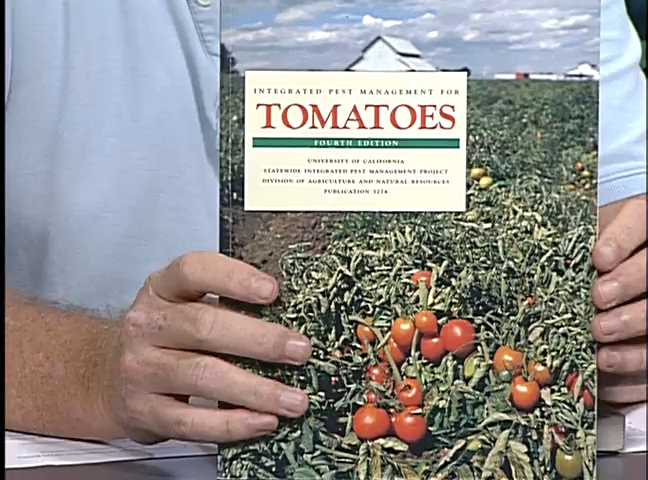 INTEGRATED PEST MANAGEMENT FOR
TOMATOES
FOURTH EDITION
UNIVERSITY OF CALIFORNIA
STATEWIDE INTEGRATED PEST MANAGEMENT PROJECT
DIVISION OF AGRICULTURE AND NATURAL RESOURCES
PUBLICATION 3274